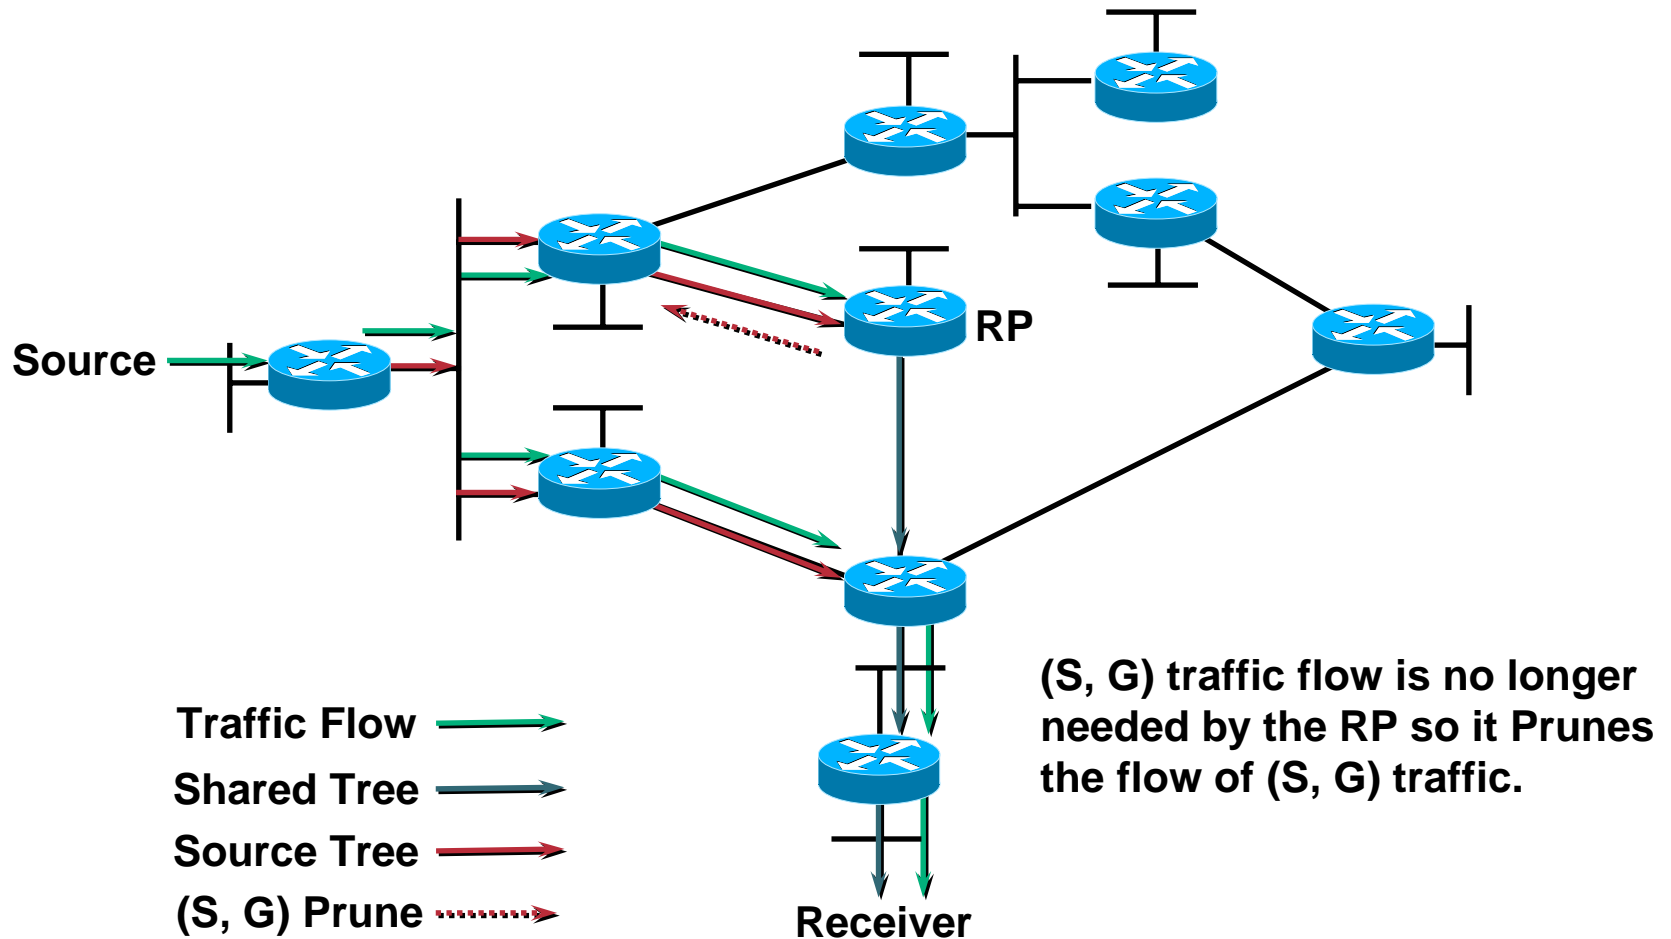 RP
Source
(S, G) traffic flow is no longer
needed by the RP so it Prunes
the flow of (S, G) traffic.
Traffic Flow
Shared Tree
Source Tree
(S, G) Prune
Receiver